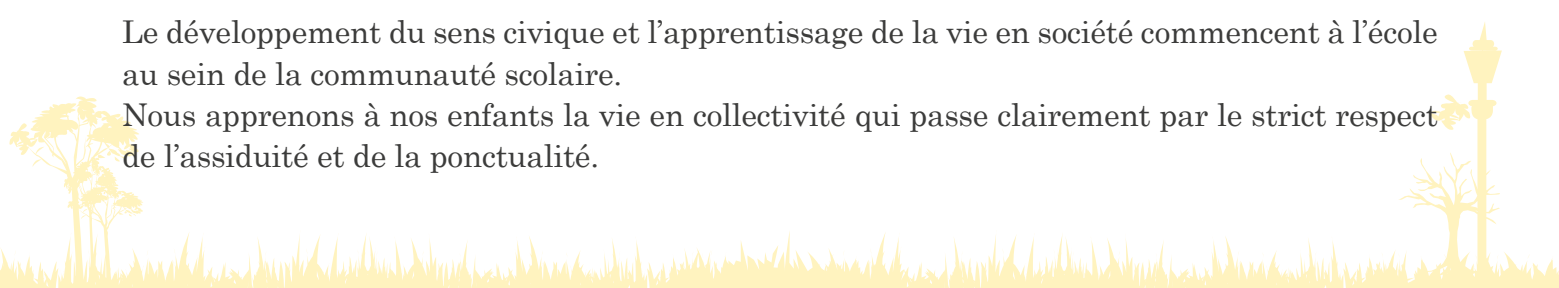 Le développement du sens civique et l’apprentissage de la vie en société commencent à l’école
au sein de la communauté scolaire.
Nous apprenons à nos enfants la vie en collectivité qui passe clairement par le strict respect
de l’assiduité et de la ponctualité.